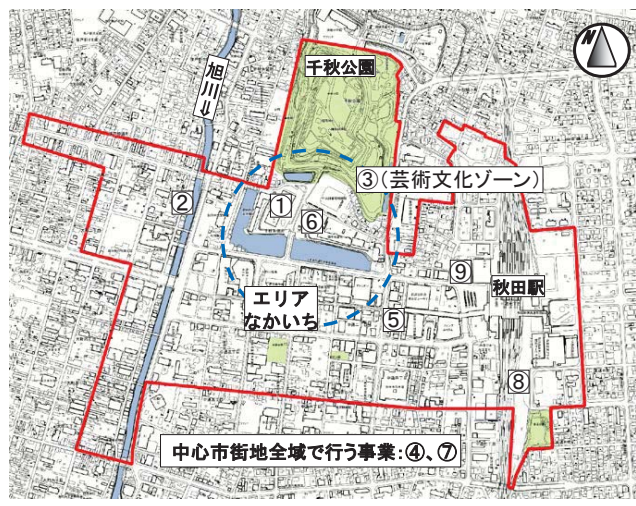 N
千秋公園
旭川⇓
③(芸術文化ゾーン)
②
①
⑥
⑨
秋田駅
エリア
なかいち
⑤
⑧
中心市街地全域で行う事業:④、⑦